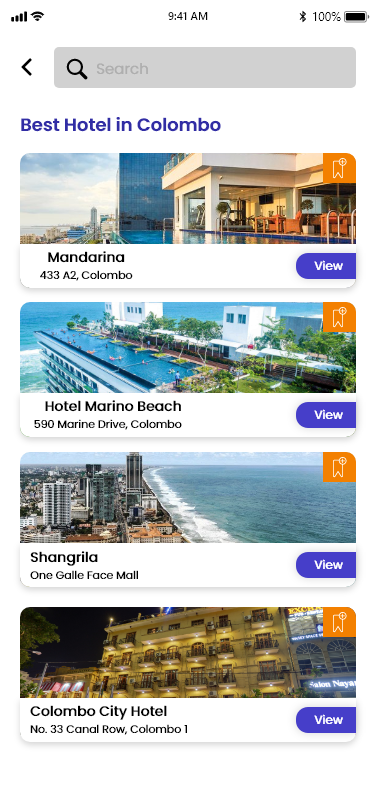 9:41 AM
100%
Search
Best Hotel in Colombo
Mandarina
433 A2, Colombo
View
Hotel Marino Beach
590 Marine Drive, Colombo
View
Shangrila
One Galle Face Mall
View
Salon Nayana
Colombo City Hotel
No. 33 Canal Row, Colombo 1
View